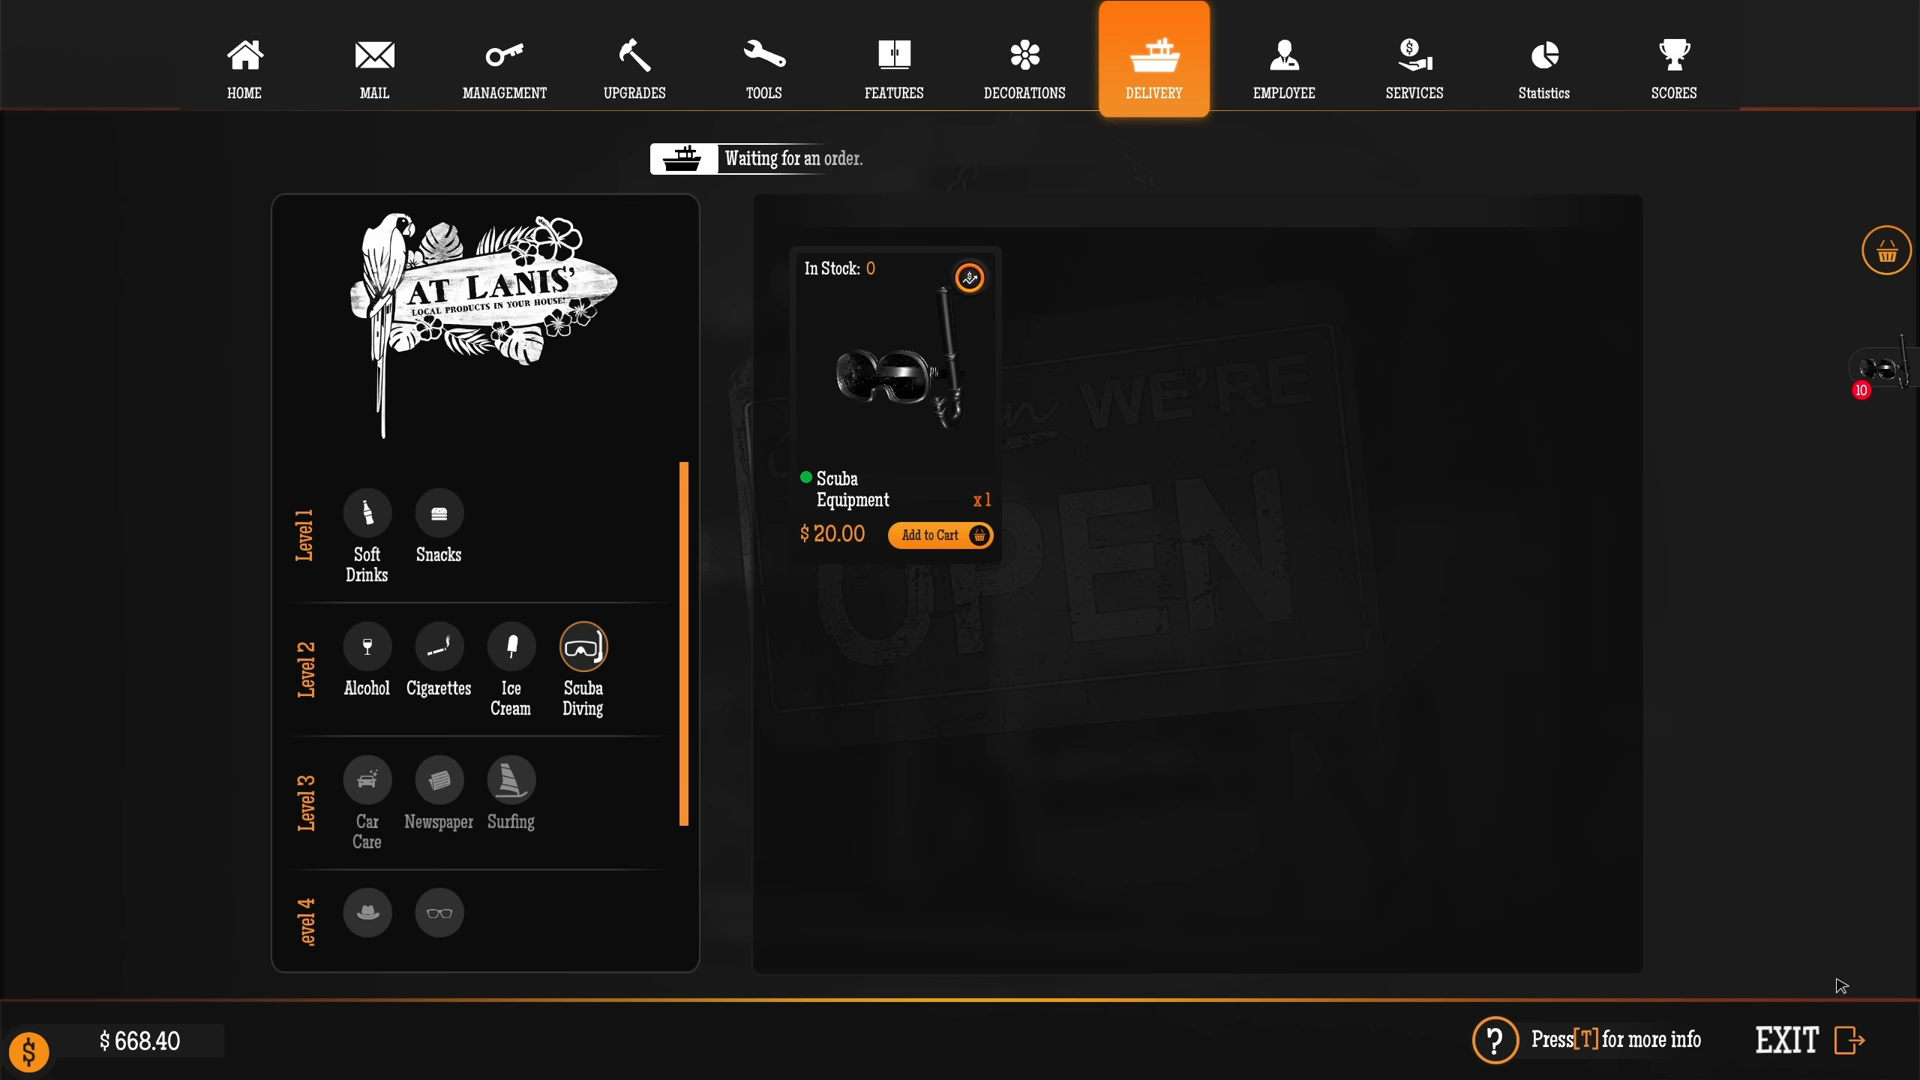 HOME
MAIL
MANAGEMENT
UPGRADES
TOOLS
FEATURES
DECORATIONS
DELIVERY
EMPLOYEE
SERVICES
Statistics
SCORES
Waiting for an order.
AT LANIS'
LOCAL PRODUCTS IN YOUR HOUSE!
Level 1
Soft
Drinks
Snacks
Level 2
Alcohol
Cigarettes
Ice
Cream
Scuba
Diving
Level 3
Car
Care
Newspaper
Surfing
evel 4
In Stock: 0
Scuba
Equipment
x 1
$ 20.00
Add to Cart
WE'RE
OPEN
10
$ 668.40
?
Press[T] for more info
EXIT